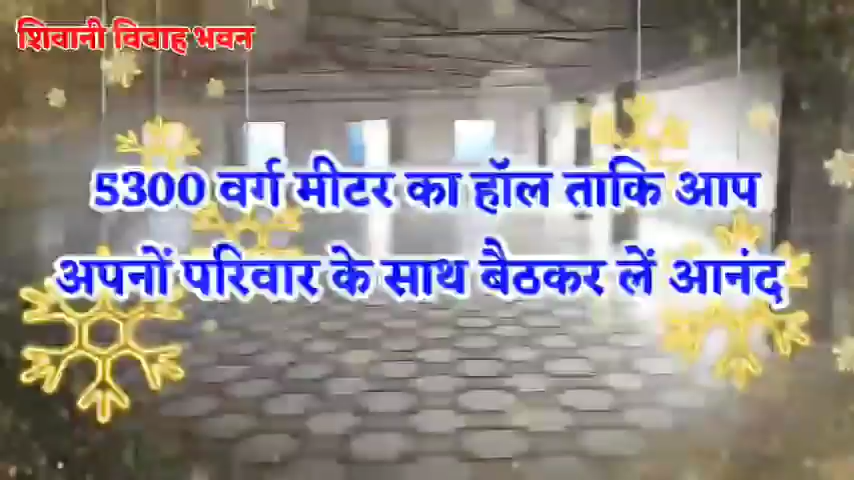 शिवानी विवाह भवन
5300 वर्ग मीटर का हॉल ताकि आप
अपनों परिवार के साथ बैठकर लें आनंद